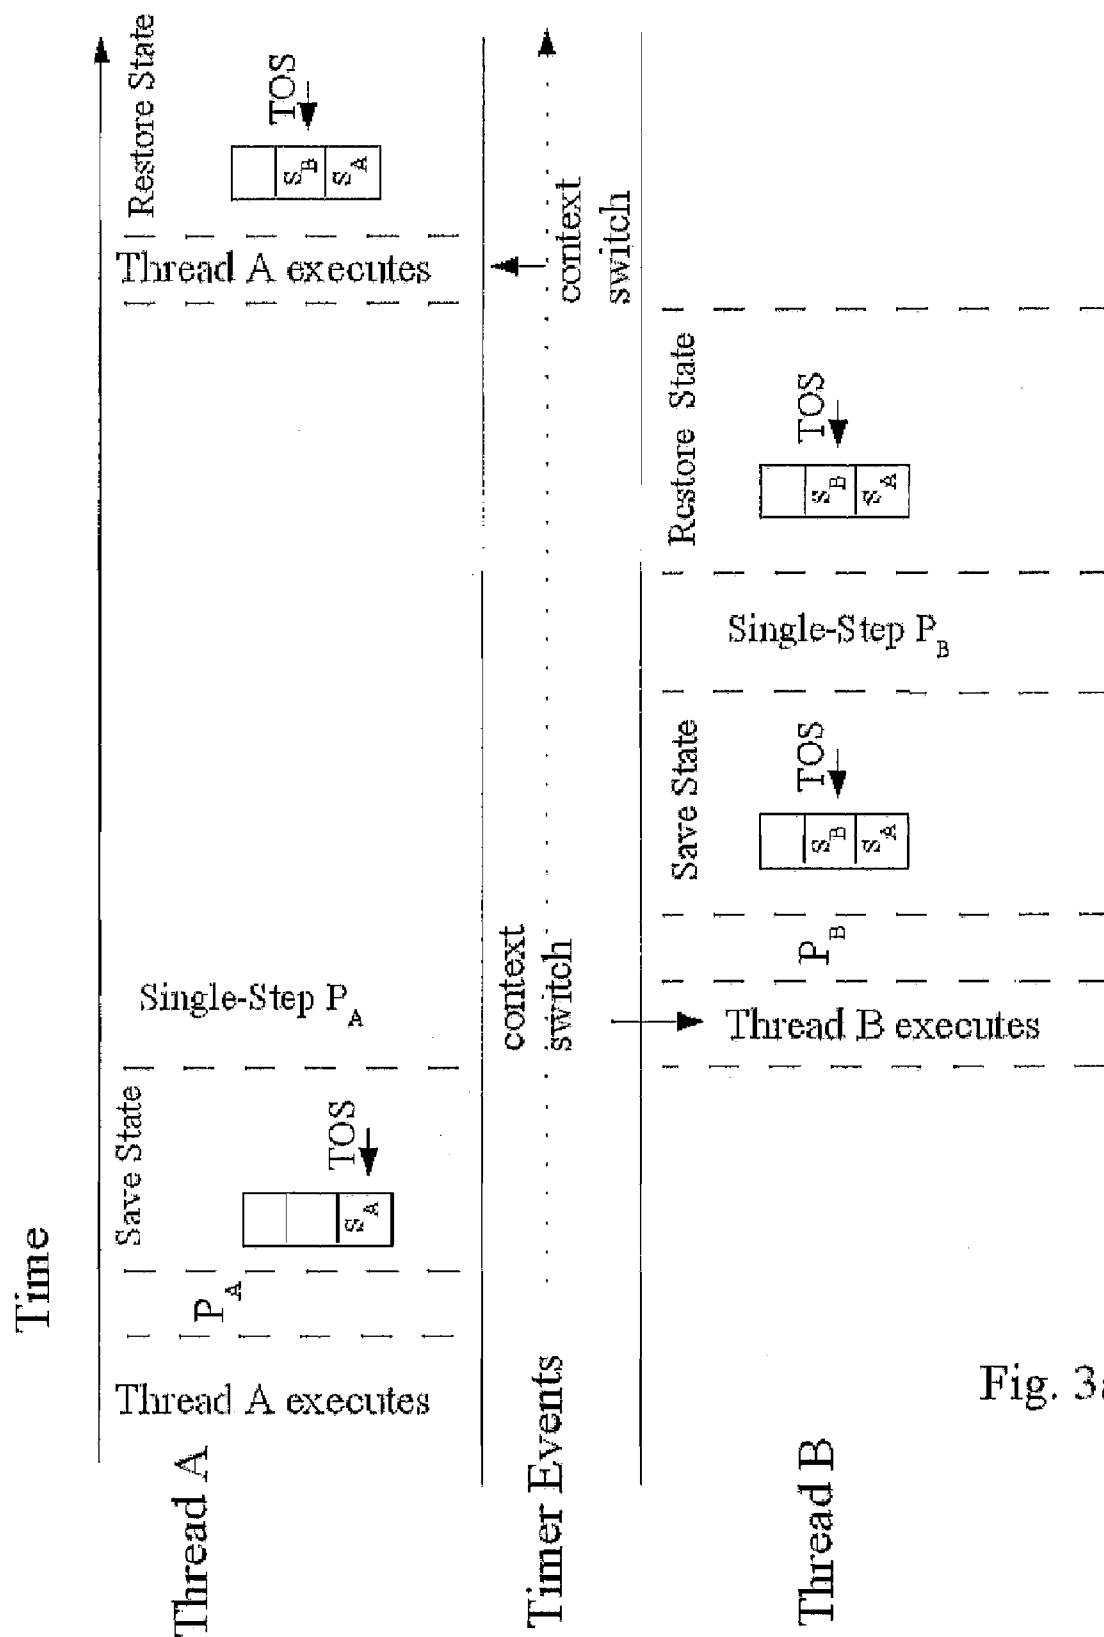 Time
Thread A
Thread A executes
P_A
Save State
S_A
TOS
Single-Step P_A
Thread A executes
Restore State
S_B
S_A
TOS
Timer Events
context
switch
context
switch
Thread B
Thread B executes
P_B
Save State
S_B
S_A
TOS
Single-Step P_B
Restore State
S_B
S_A
TOS
Fig. 3a